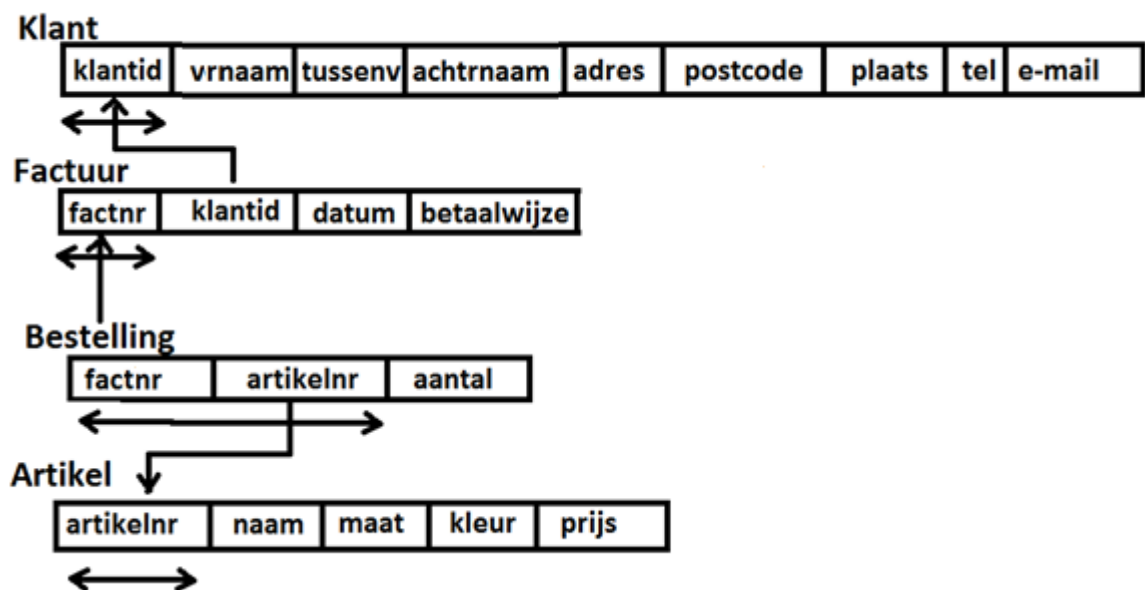 Klant
klantid vrnaam tussenv achtrnaam adres postcode plaats tel e-mail
Factuur
factnr klantid datum betaalwijze
Bestelling
factnr artikelnr aantal
Artikel
artikelnr naam maat kleur prijs